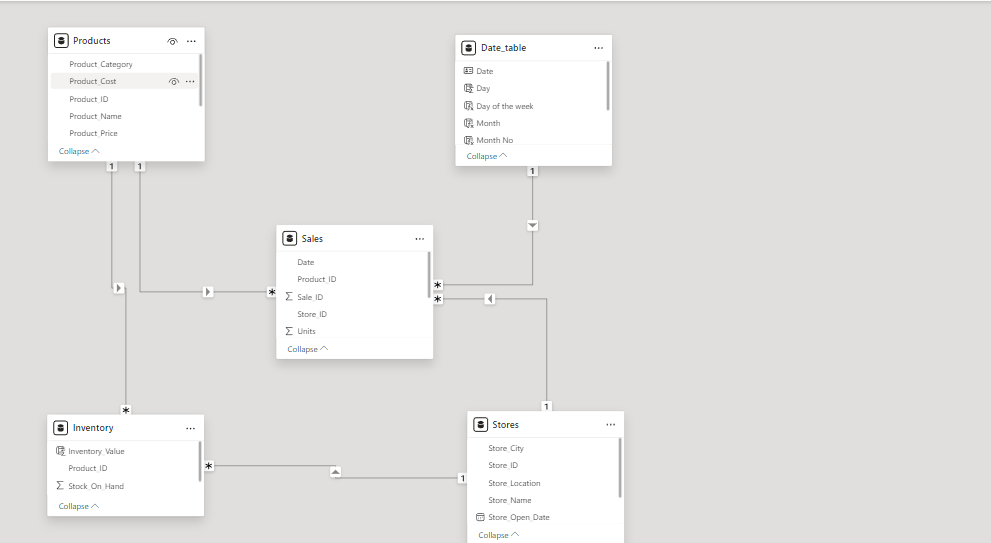 Products
Product_Category
Product_Cost
Product_ID
Product_Name
Product_Price
Collapse
1
1
Date_table
Date
Day
Day of the week
Month
Month No
Collapse
1
Sales
Date
Product_ID
Sale_ID
Store_ID
Units
Collapse
*
*
*
*
1
Inventory
Inventory_Value
Product_ID
Stock_On_Hand
Collapse
*
1
Stores
Store_City
Store_ID
Store_Location
Store_Name
Store_Open_Date
Collapse